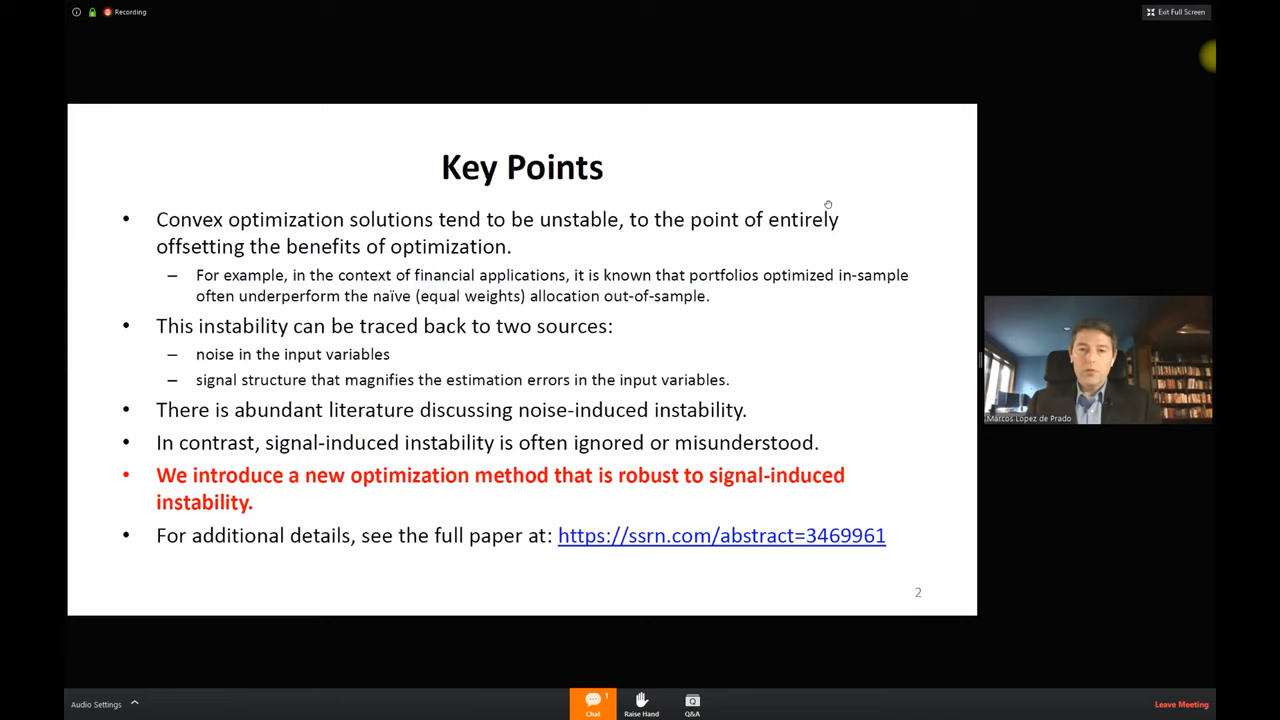 Recording
Exit Full Screen
Key Points
• Convex optimization solutions tend to be unstable, to the point of entirely
offsetting the benefits of optimization.
– For example, in the context of financial applications, it is known that portfolios optimized in-sample
often underperform the naïve (equal weights) allocation out-of-sample.
• This instability can be traced back to two sources:
– noise in the input variables
– signal structure that magnifies the estimation errors in the input variables.
• There is abundant literature discussing noise-induced instability.
• In contrast, signal-induced instability is often ignored or misunderstood.
• We introduce a new optimization method that is robust to signal-induced
instability.
• For additional details, see the full paper at: https://ssrn.com/abstract=3469961
2
Marcos Lopez de Prado
Audio Settings
1
Chat
Raise Hand
Q
Q&A
Leave Meeting